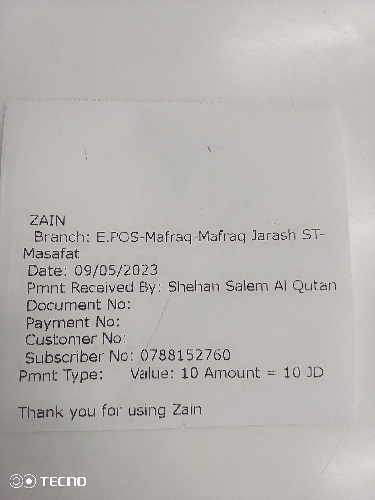 ZAIN
Branch: E.POS-Mafraq-Mafraq Jarash ST-
Masafat
Date: 09/05/2023
Pmnt Received By: Shehan Salem Al Qutan
Document No:
Payment No:
Customer No:
Subscriber No: 0788152760
Pmnt Type: Value: 10 Amount = 10 JD
Thank you for using Zain
TECNO